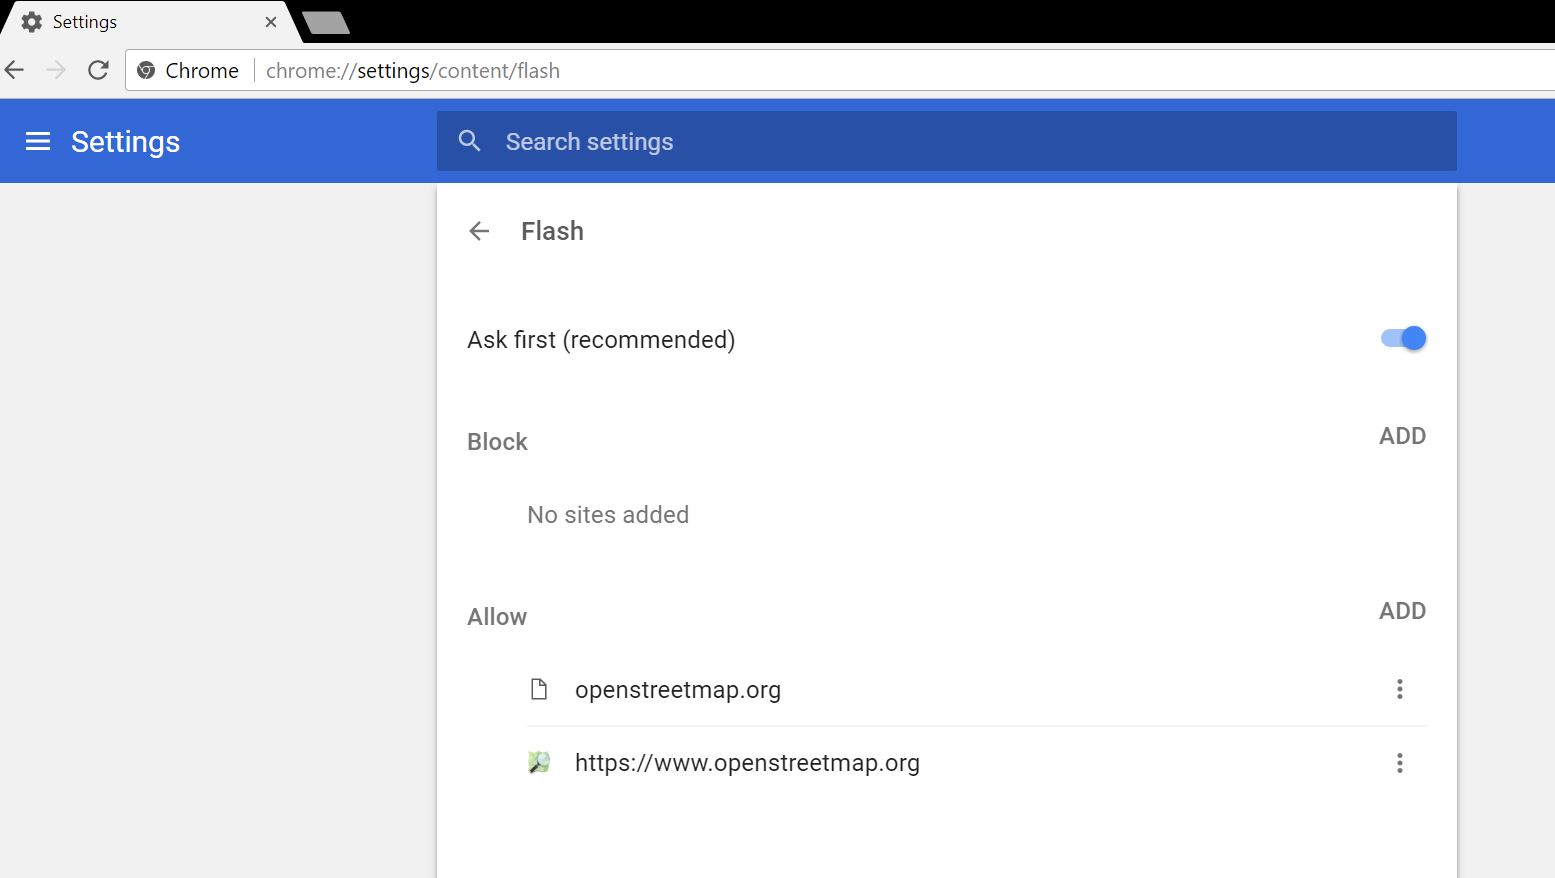 Settings
Chrome chrome://settings/content/flash
Settings
Search settings
Flash
Ask first (recommended)
Block ADD
No sites added
Allow ADD
openstreetmap.org
https://www.openstreetmap.org